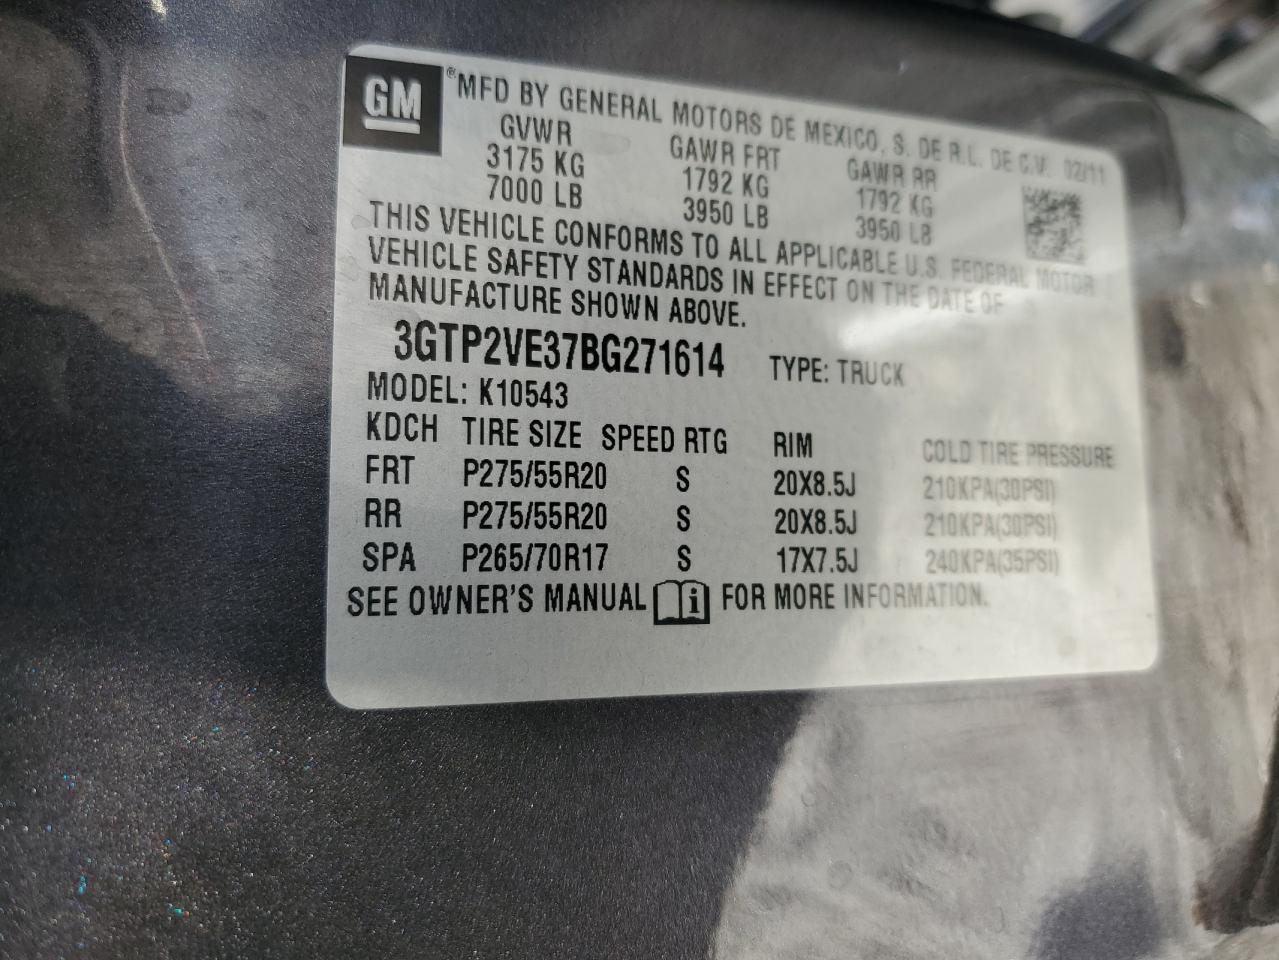 GM ®MFD BY GENERAL MOTORS DE MEXICO, S. DE R.L. DE C.V. 02/11
GVWR GAWR FRT GAWR RR
3175 KG 1792 KG 1792 KG
7000 LB 3950 LB 3950 LB
THIS VEHICLE CONFORMS TO ALL APPLICABLE U.S. FEDERAL MOTOR
VEHICLE SAFETY STANDARDS IN EFFECT ON THE DATE OF
MANUFACTURE SHOWN ABOVE.
3GTP2VE37BG271614 TYPE: TRUCK
MODEL: K10543
KDCH TIRE SIZE SPEED RTG RIM COLD TIRE PRESSURE
FRT P275/55R20 S 20X8.5J 210KPA(30PSI)
RR P275/55R20 S 20X8.5J 210KPA(30PSI)
SPA P265/70R17 S 17X7.5J 240KPA(35PSI)
SEE OWNER'S MANUAL i FOR MORE INFORMATION.